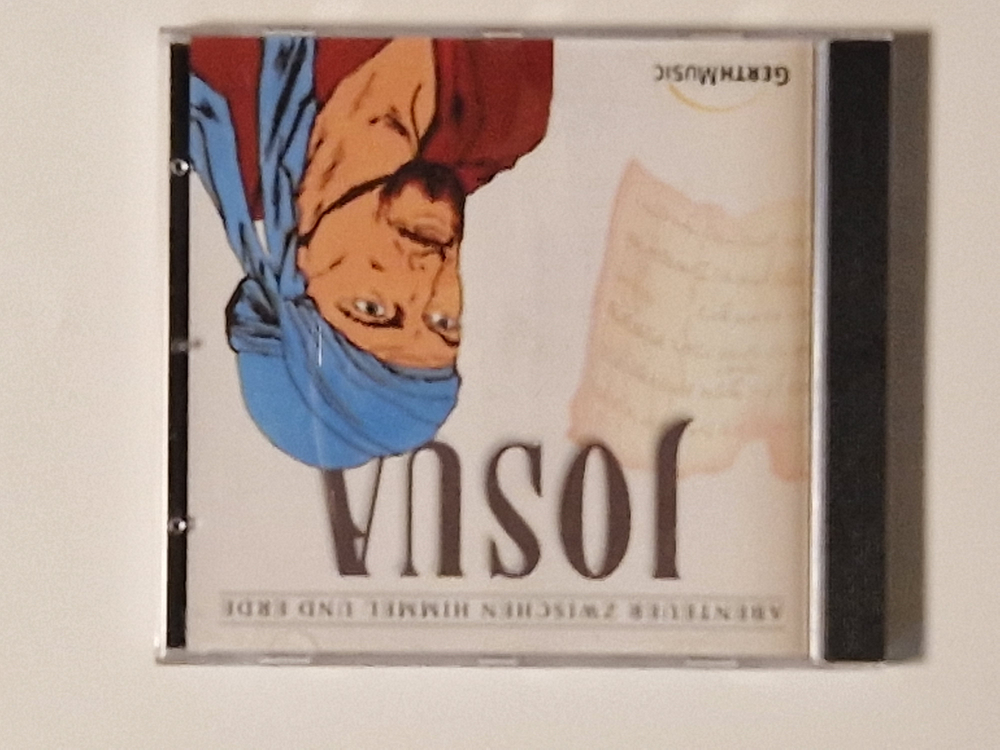 ABENTEUER ZWISCHEN HIMMEL UND ERDE
JOSUA
GERTHMUSIC